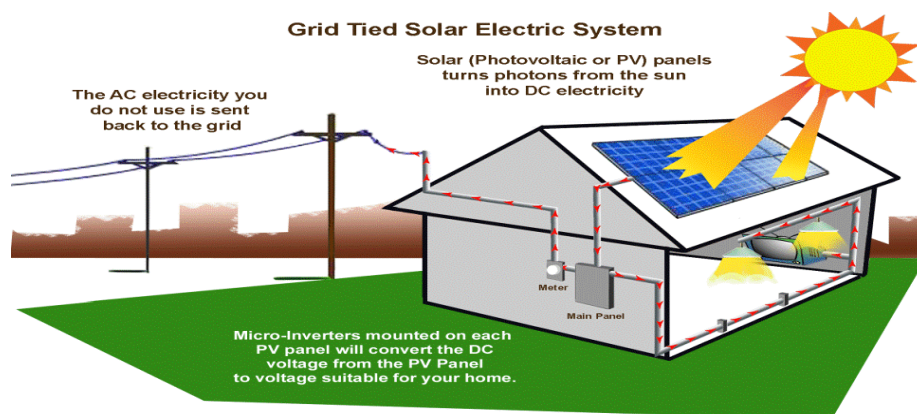 Grid Tied Solar Electric System
Solar (Photovoltaic or PV) panels
turns photons from the sun
into DC electricity
The AC electricity you
do not use is sent
back to the grid
Meter
Main Panel
Micro-Inverters mounted on each
PV panel will convert the DC
voltage from the PV Panel
to voltage suitable for your home.